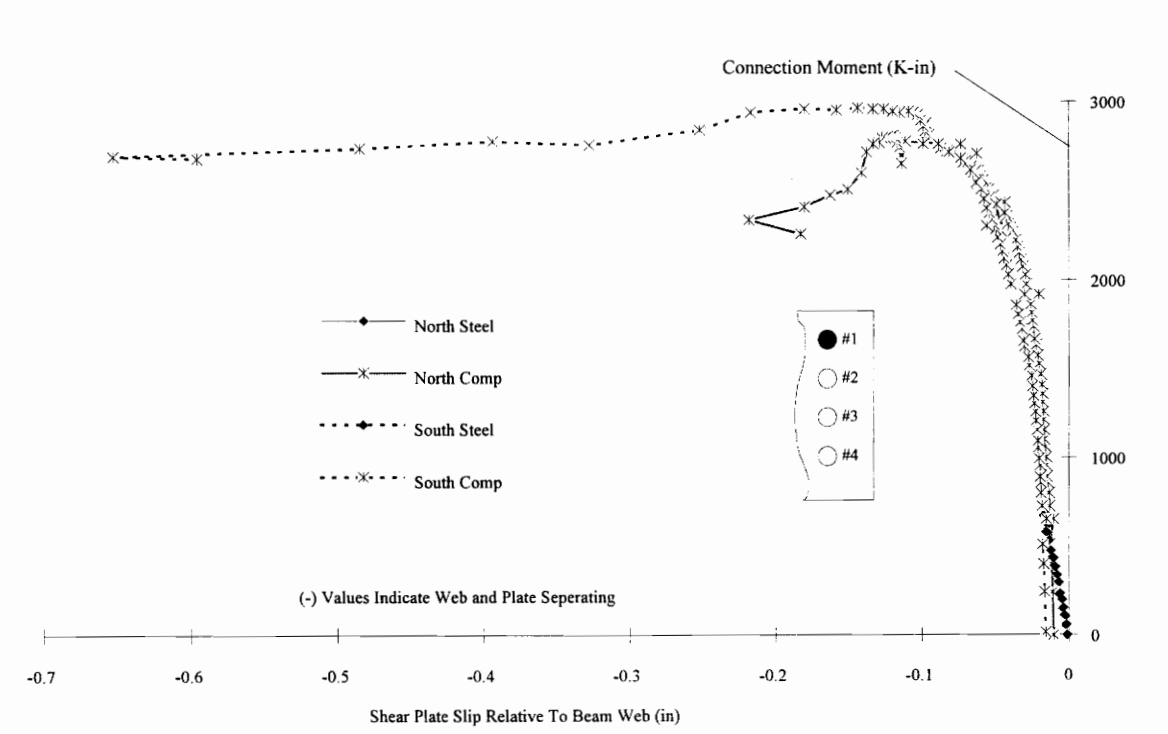 Connection Moment (K-in)
3000
2000
1000
0
North Steel
North Comp
South Steel
South Comp
#1
#2
#3
#4
(-) Values Indicate Web and Plate Seperating
-0.7 -0.6 -0.5 -0.4 -0.3 -0.2 -0.1 0
Shear Plate Slip Relative To Beam Web (in)